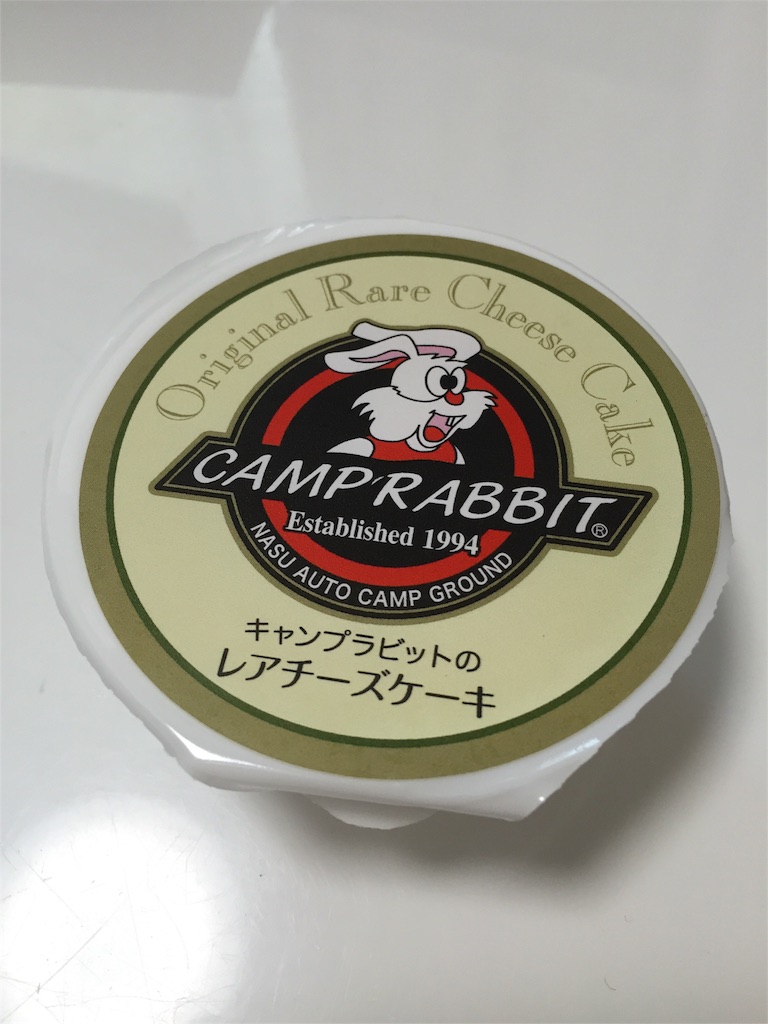 Original Rare Cheese Cake
CAMP RABBIT®
Established 1994
NASU AUTO CAMP GROUND
キャンプラビットの
レアチーズケーキ